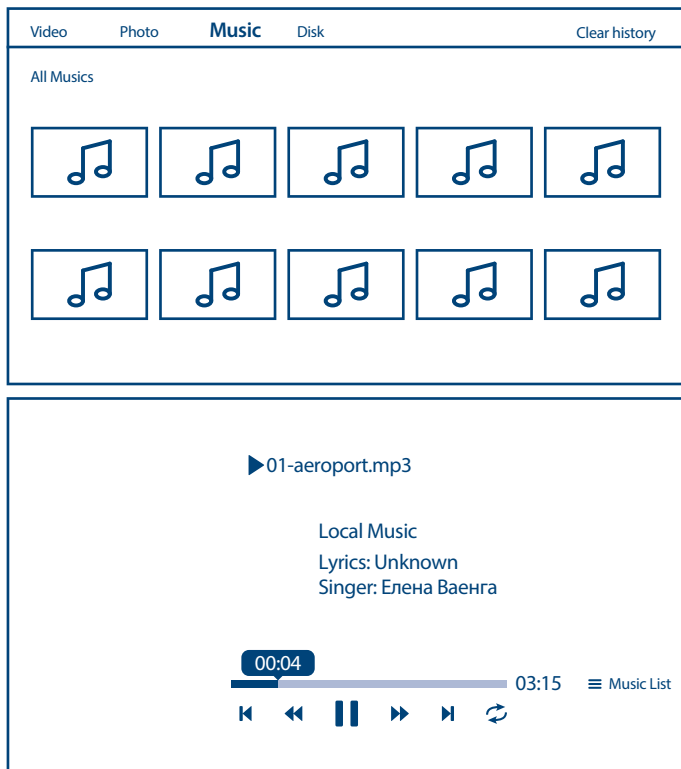 Video Photo Music Disk Clear history
All Musics
01-aeroport.mp3
Local Music
Lyrics: Unknown
Singer: Елена Ваенга
00:04
03:15 Music List